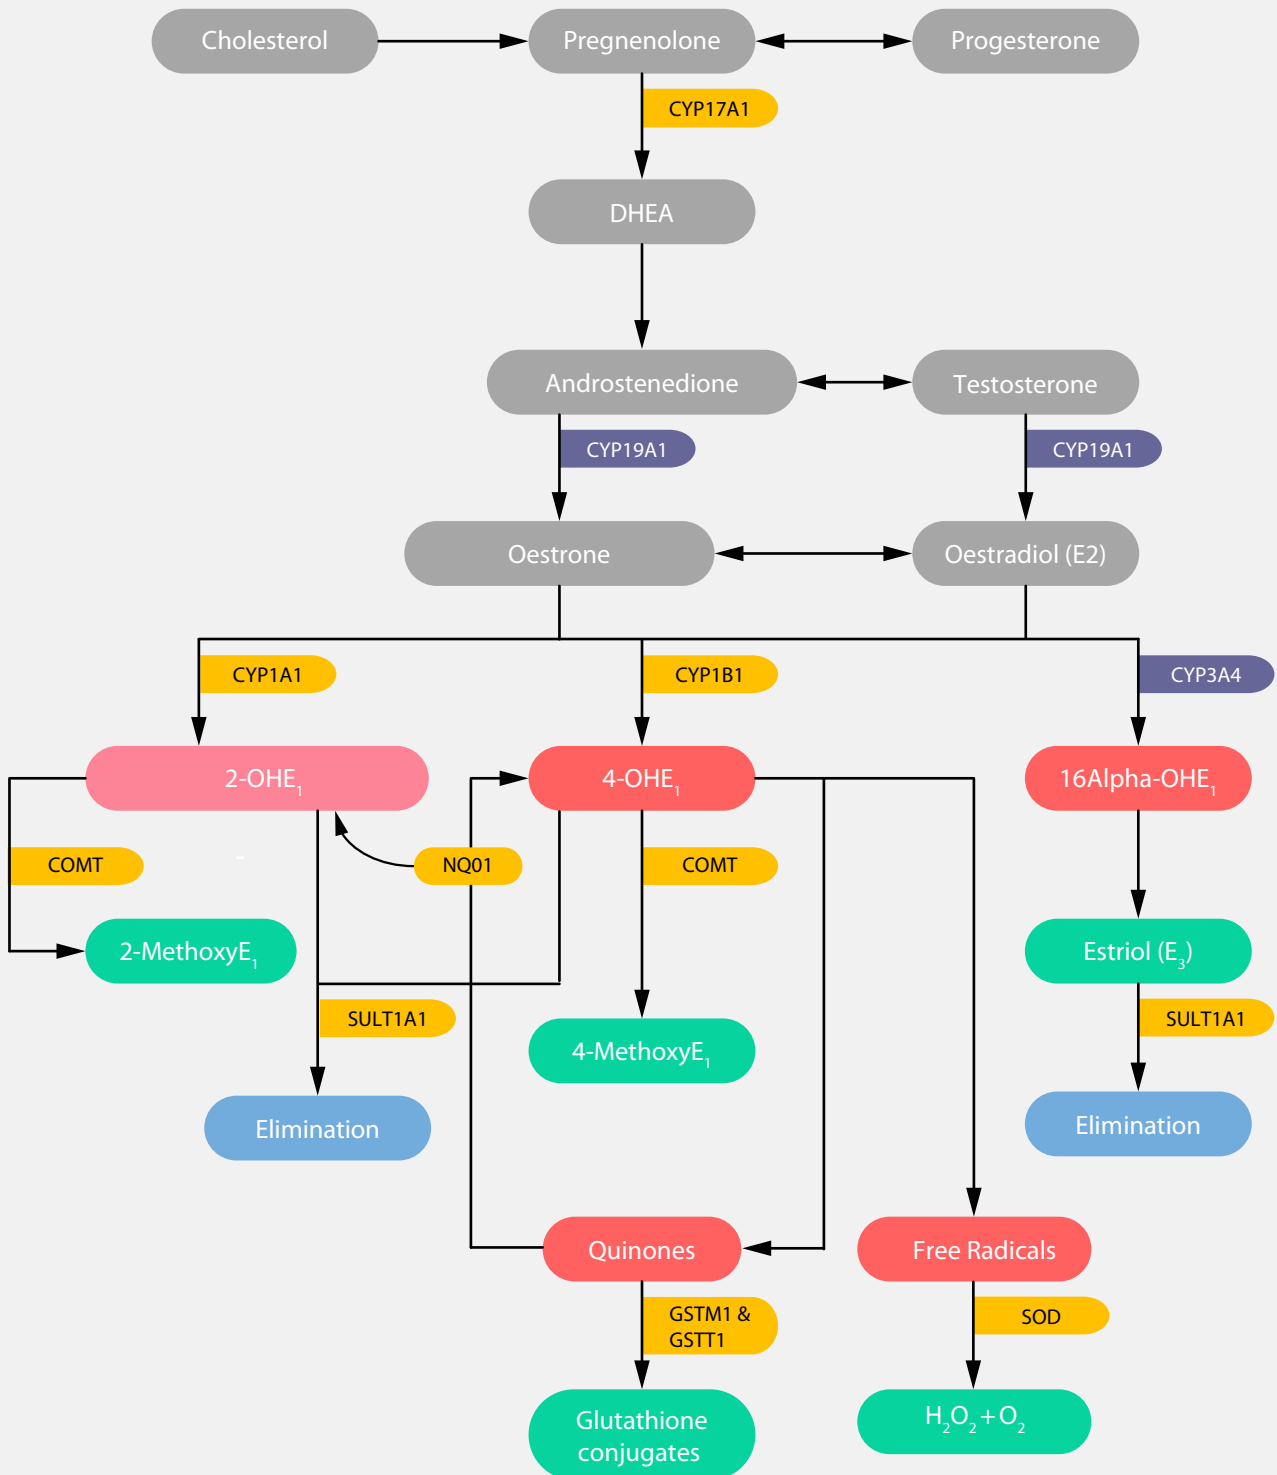 Cholesterol
Pregnenolone
Progesterone
CYP17A1
DHEA
Androstenedione
Testosterone
CYP19A1
CYP19A1
Oestrone
Oestradiol (E2)
CYP1A1
CYP1B1
CYP3A4
2-OHE₁
4-OHE₁
16Alpha-OHE₁
COMT
-
NQ01
COMT
2-MethoxyE₁
Estriol (E₃)
SULT1A1
SULT1A1
4-MethoxyE₁
Elimination
Elimination
Quinones
Free Radicals
GSTM1 &
GSTT1
SOD
Glutathione
conjugates
H₂O₂ + O₂